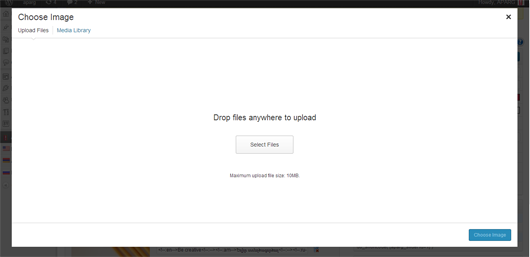 Choose Image
Upload Files
Media Library
Drop files anywhere to upload
Select Files
Maximum upload file size: 10MB.
Choose Image